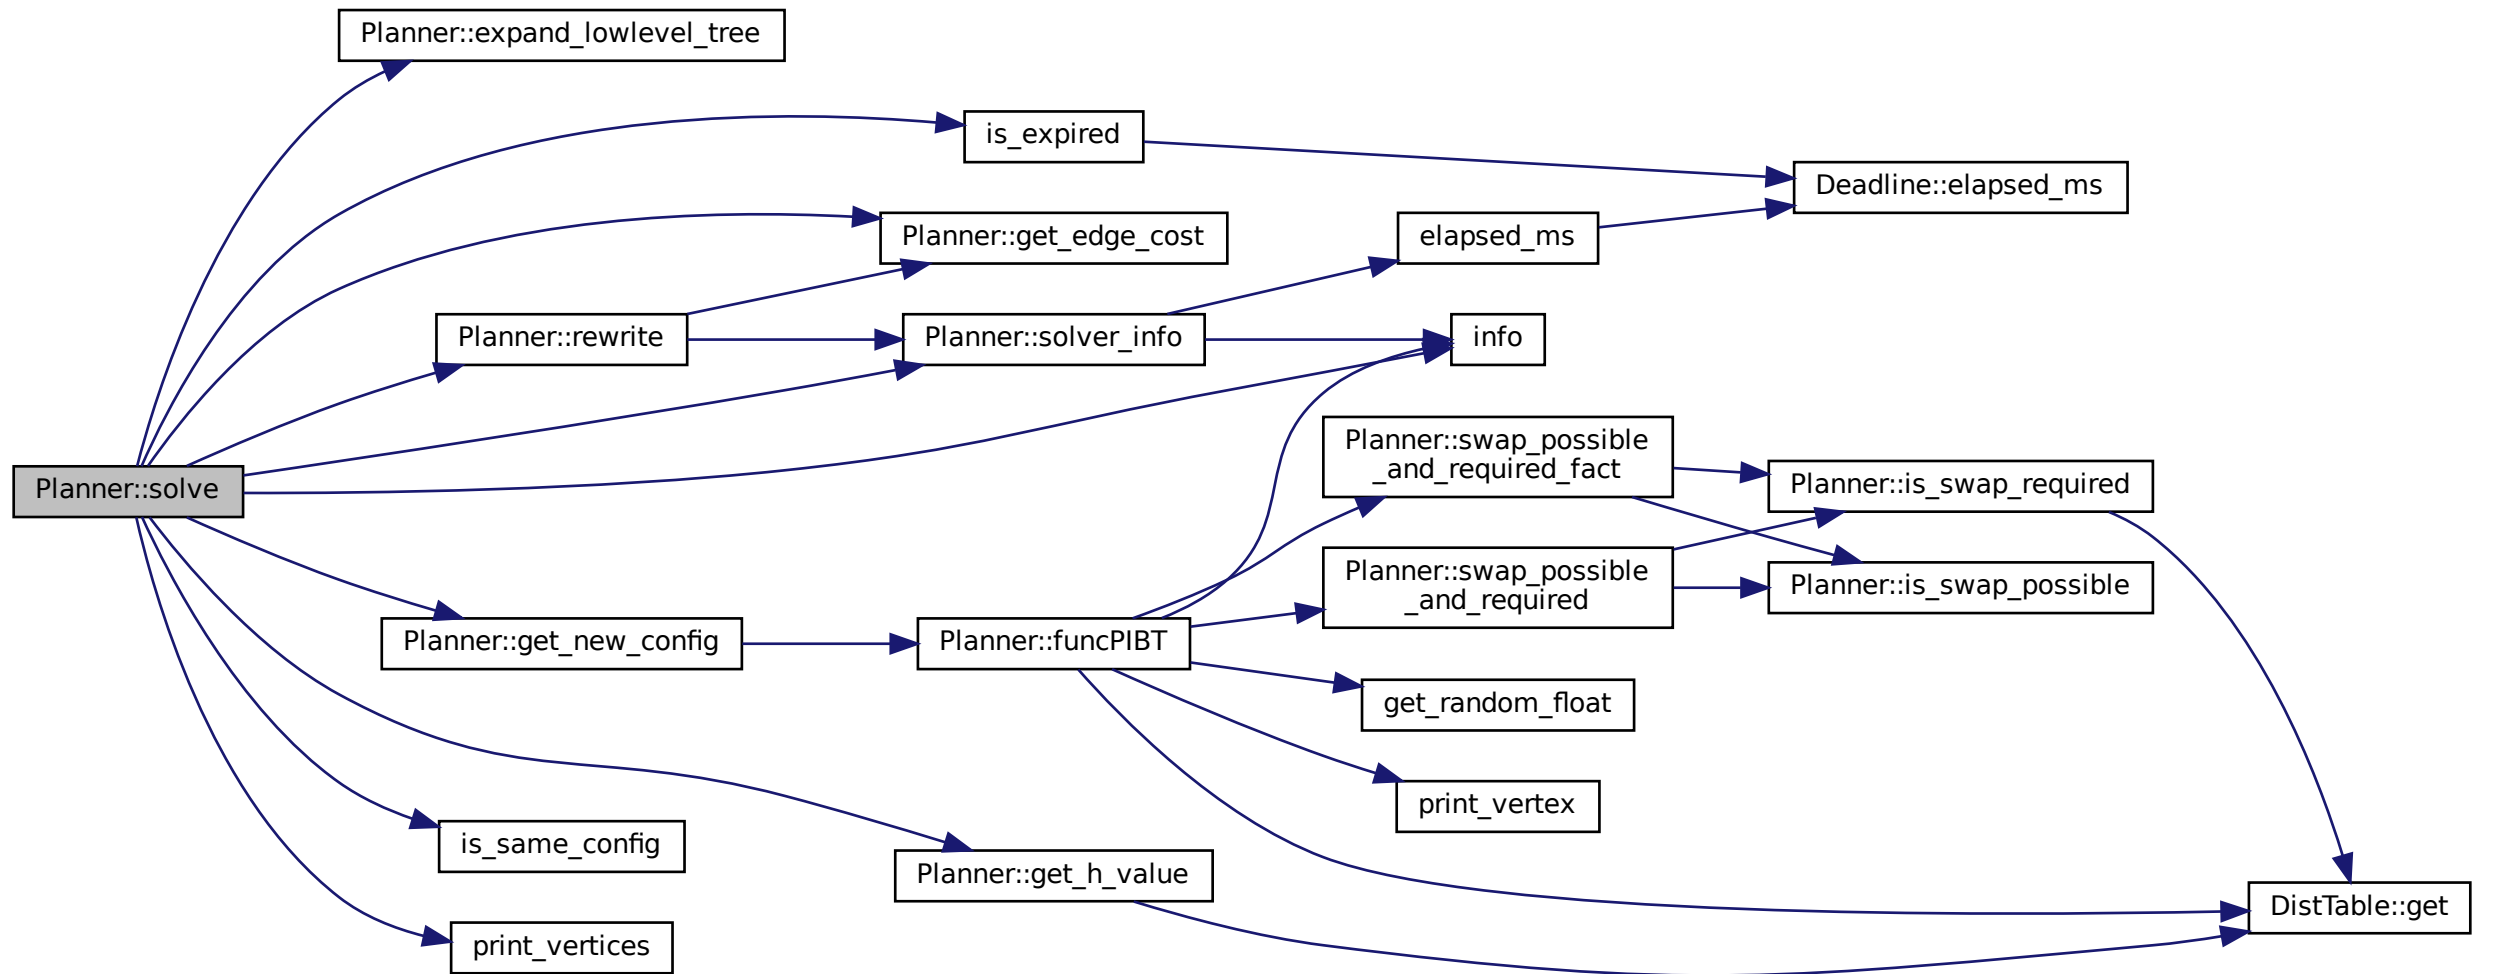 Planner::expand_lowlevel_tree
is_expired
Deadline::elapsed_ms
Planner::get_edge_cost
elapsed_ms
Planner::rewrite
Planner::solver_info
info
Planner::swap_possible
_and_required_fact
Planner::solve
Planner::is_swap_required
Planner::swap_possible
_and_required
Planner::is_swap_possible
Planner::get_new_config
Planner::funcPIBT
get_random_float
print_vertex
is_same_config
Planner::get_h_value
DistTable::get
print_vertices